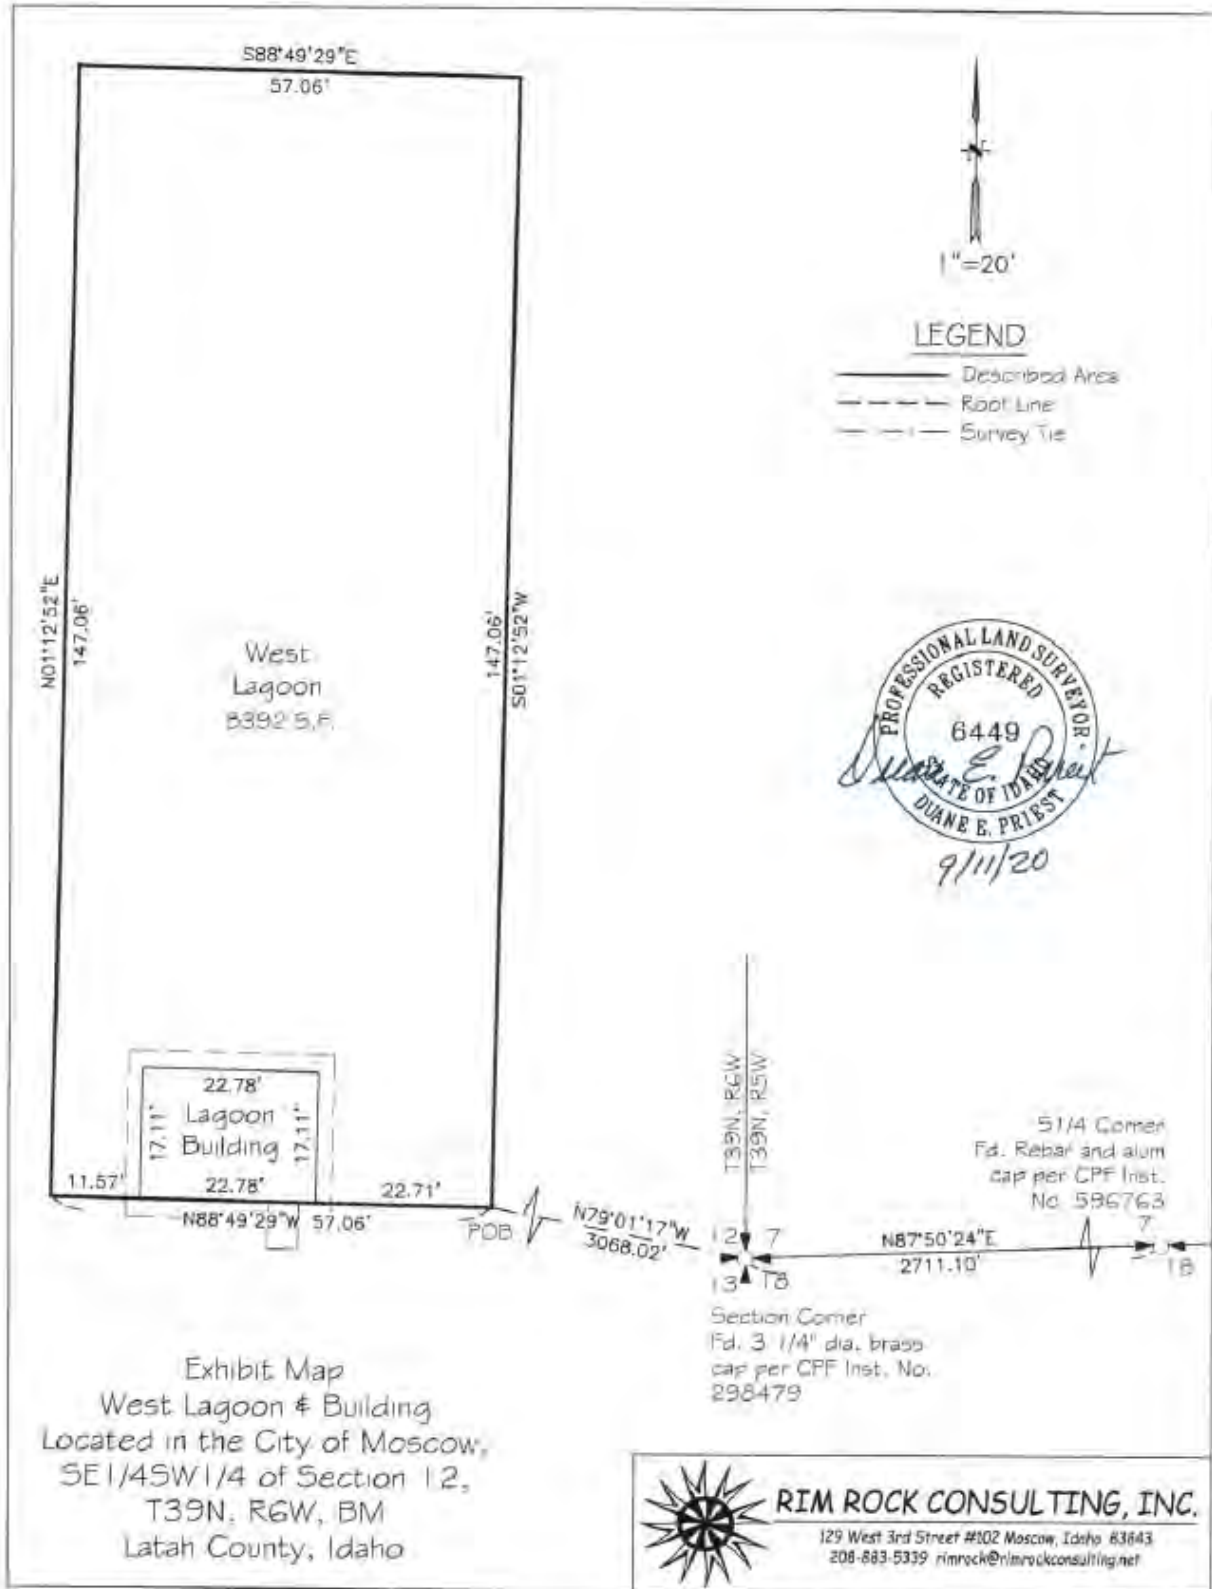 S88°49'29"E
57.06'
N
1"=20'
LEGEND
Described Area
Roof Line
Survey Tie
N01°12'52"E
147.06'
147.06'
S01°12'52"W
West
Lagoon
8392 S.F.
PROFESSIONAL LAND SURVEYOR
REGISTERED
6449
STATE OF IDAHO
DUANE E. PRIEST
Duane E. Priest
9/11/20
22.78'
17.11'
Lagoon
Building
17.11'
11.57'
22.78'
22.71'
N88°49'29"W 57.06'
POB
N79°01'17"W
3068.02'
T39N, R6W
T39N, R5W
12 7
13 18
N87°50'24"E
2711.10'
S1/4 Corner
Fd. Rebar and alum
cap per CPF Inst.
No. 596763
7
18
Section Corner
Fd. 3 1/4" dia. brass
cap per CPF Inst. No.
298479
Exhibit Map
West Lagoon & Building
Located in the City of Moscow,
SE1/4SW1/4 of Section 12,
T39N, R6W, BM
Latah County, Idaho
RIM ROCK CONSULTING, INC.
129 West 3rd Street #102 Moscow, Idaho 83843
208-883-5339 rimrock@rimrockconsulting.net